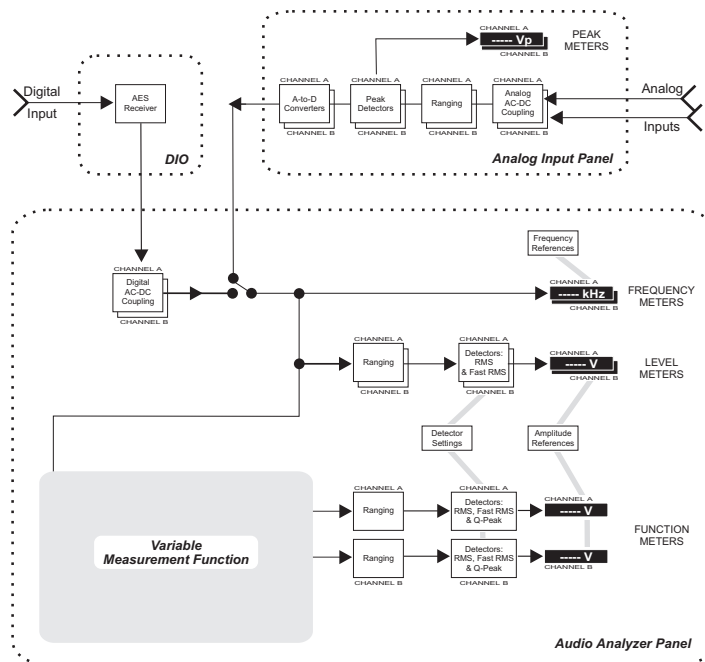 CHANNEL A
----- Vp
CHANNEL B
PEAK
METERS
Digital
Input
AES
Receiver
DIO
CHANNEL A
A-to-D
Converters
CHANNEL B
CHANNEL A
Peak
Detectors
CHANNEL B
CHANNEL A
Ranging
CHANNEL B
CHANNEL A
Analog
AC-DC
Coupling
CHANNEL B
Analog
Inputs
Analog Input Panel
Frequency
References
CHANNEL A
Digital
AC-DC
Coupling
CHANNEL B
CHANNEL A
----- kHz
CHANNEL B
FREQUENCY
METERS
CHANNEL A
Ranging
CHANNEL B
CHANNEL A
Detectors:
RMS
& Fast RMS
CHANNEL B
CHANNEL A
----- V
CHANNEL B
LEVEL
METERS
Detector
Settings
Amplitude
References
Variable
Measurement Function
CHANNEL A
Ranging
CHANNEL A
Detectors:
RMS, Fast RMS
& Q-Peak
CHANNEL A
----- V
Ranging
CHANNEL B
Detectors:
RMS, Fast RMS
& Q-Peak
CHANNEL B
----- V
CHANNEL B
FUNCTION
METERS
Audio Analyzer Panel